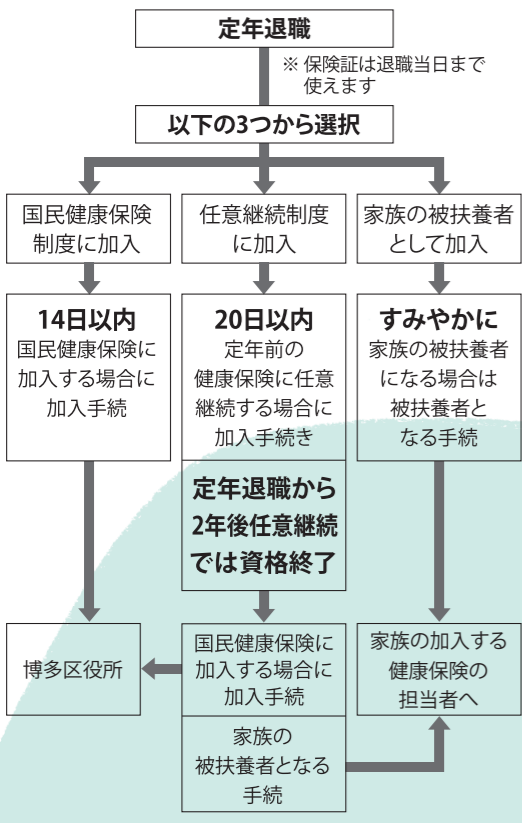 定年退職
※ 保険証は退職当日まで
使えます
以下の3つから選択
国民健康保険
制度に加入
任意継続制度
に加入
家族の被扶養者
として加入
14日以内
国民健康保険に
加入する場合に
加入手続
20日以内
定年前の
健康保険に任意
継続する場合に
加入手続き
すみやかに
家族の被扶養者
になる場合は
被扶養者と
なる手続
定年退職から
2年後任意継続
では資格終了
博多区役所
国民健康保険に
加入する場合に
加入手続
家族の
被扶養者となる
手続
家族の加入する
健康保険の
担当者へ